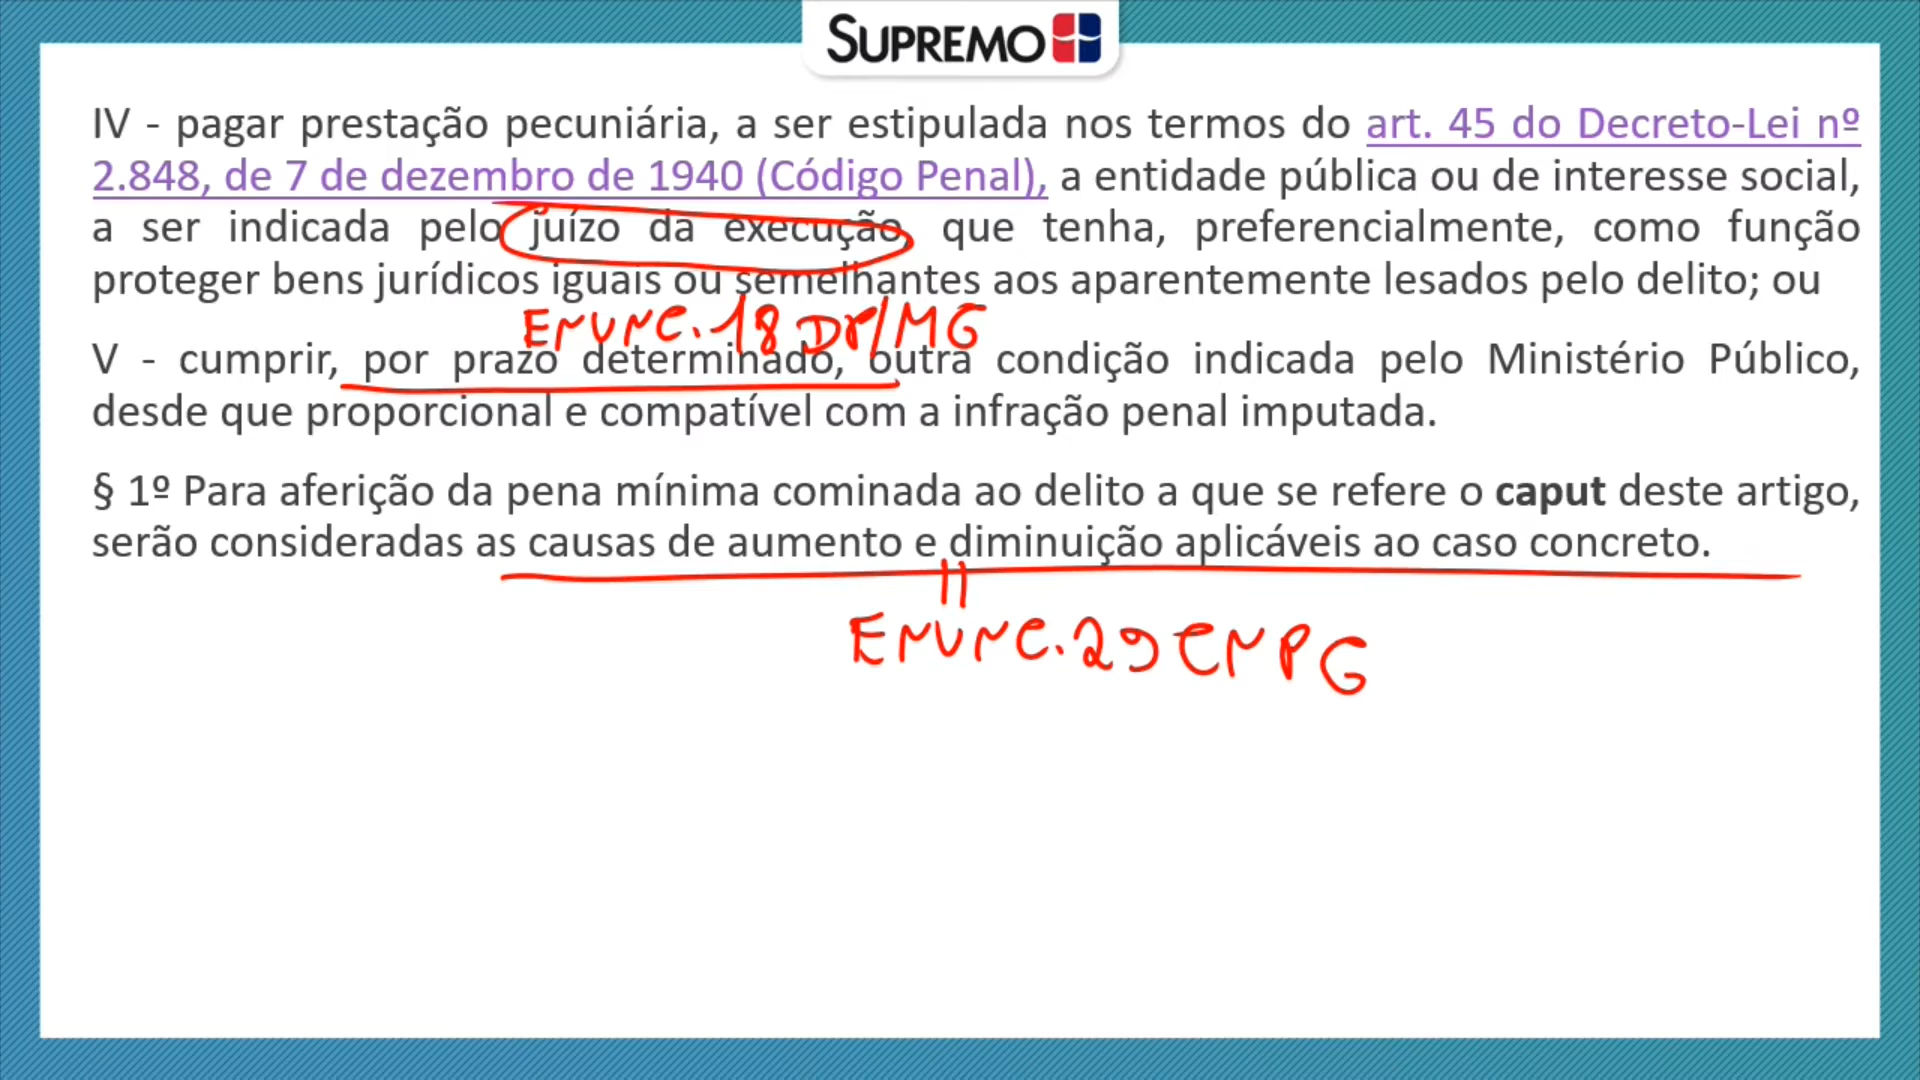 SUPREMO
IV - pagar prestação pecuniária, a ser estipulada nos termos do art. 45 do Decreto-Lei nº
2.848, de 7 de dezembro de 1940 (Código Penal), a entidade pública ou de interesse social,
a ser indicada pelo juízo da execução, que tenha, preferencialmente, como função
proteger bens jurídicos iguais ou semelhantes aos aparentemente lesados pelo delito; ou
ENUNC. 18 DP/MG
V - cumprir, por prazo determinado, outra condição indicada pelo Ministério Público,
desde que proporcional e compatível com a infração penal imputada.
§ 1º Para aferição da pena mínima cominada ao delito a que se refere o caput deste artigo,
serão consideradas as causas de aumento e diminuição aplicáveis ao caso concreto.
ENUNC. 29 CNPG